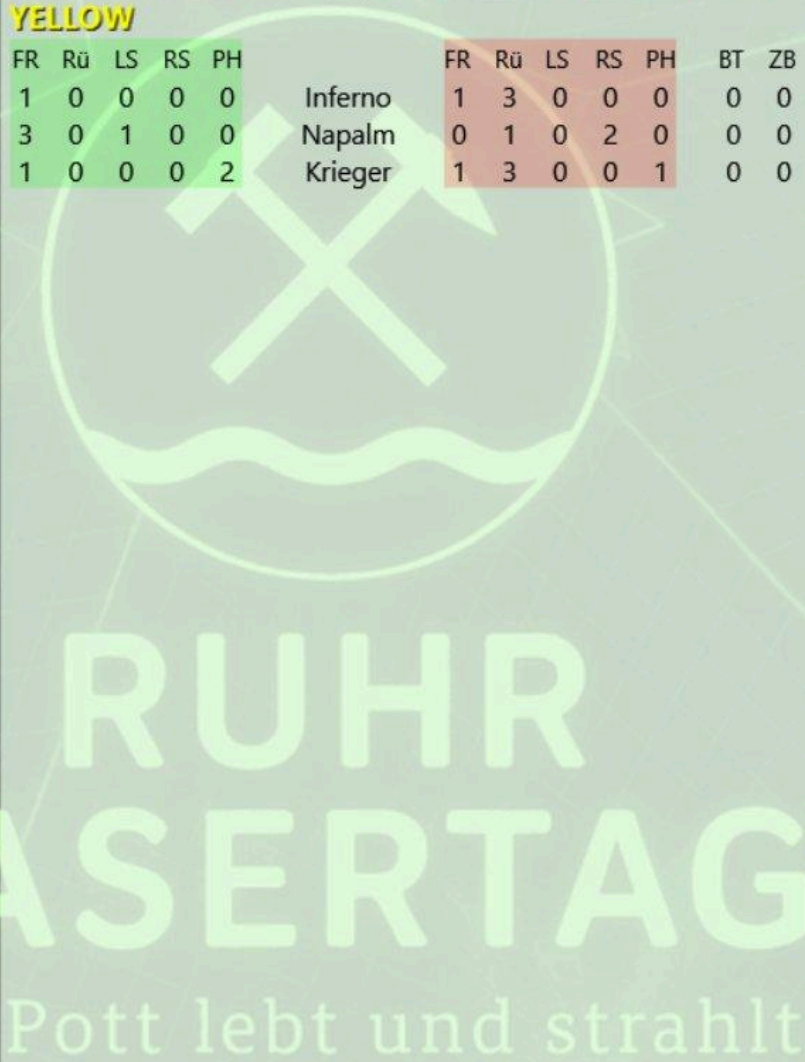 YELLOW
FR Rü LS RS PH FR Rü LS RS PH BT ZB
1 0 0 0 0 Inferno 1 3 0 0 0 0 0
3 0 1 0 0 Napalm 0 1 0 2 0 0 0
1 0 0 0 2 Krieger 1 3 0 0 1 0 0
RUHR
ASERTAG
Pott lebt und strahlt